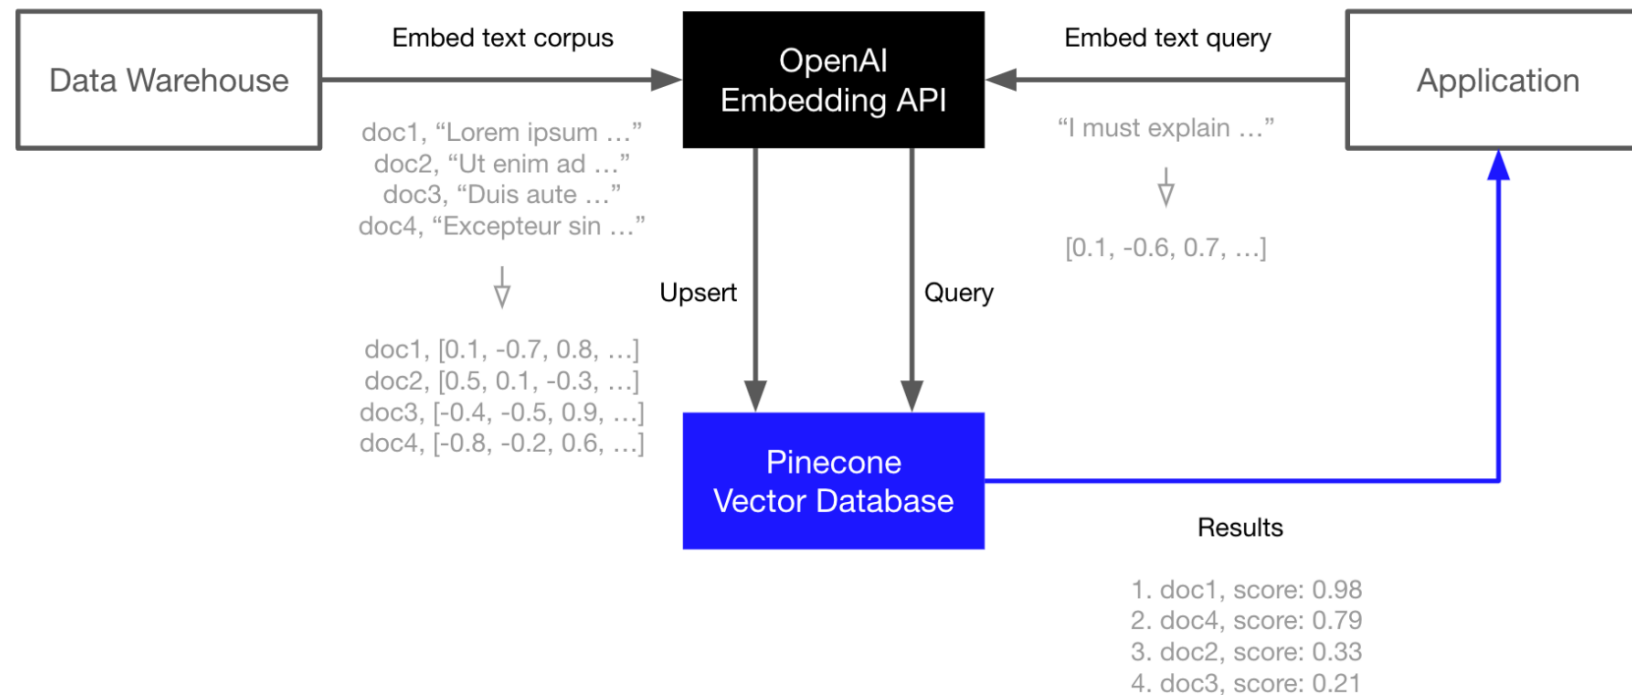 Data Warehouse
Embed text corpus
doc1, “Lorem ipsum …”
doc2, “Ut enim ad …”
doc3, “Duis aute …”
doc4, “Excepteur sin …”
doc1, [0.1, -0.7, 0.8, …]
doc2, [0.5, 0.1, -0.3, …]
doc3, [-0.4, -0.5, 0.9, …]
doc4, [-0.8, -0.2, 0.6, …]
OpenAI
Embedding API
Embed text query
“I must explain …”
[0.1, -0.6, 0.7, …]
Application
Upsert
Query
Pinecone
Vector Database
Results
1. doc1, score: 0.98
2. doc4, score: 0.79
3. doc2, score: 0.33
4. doc3, score: 0.21